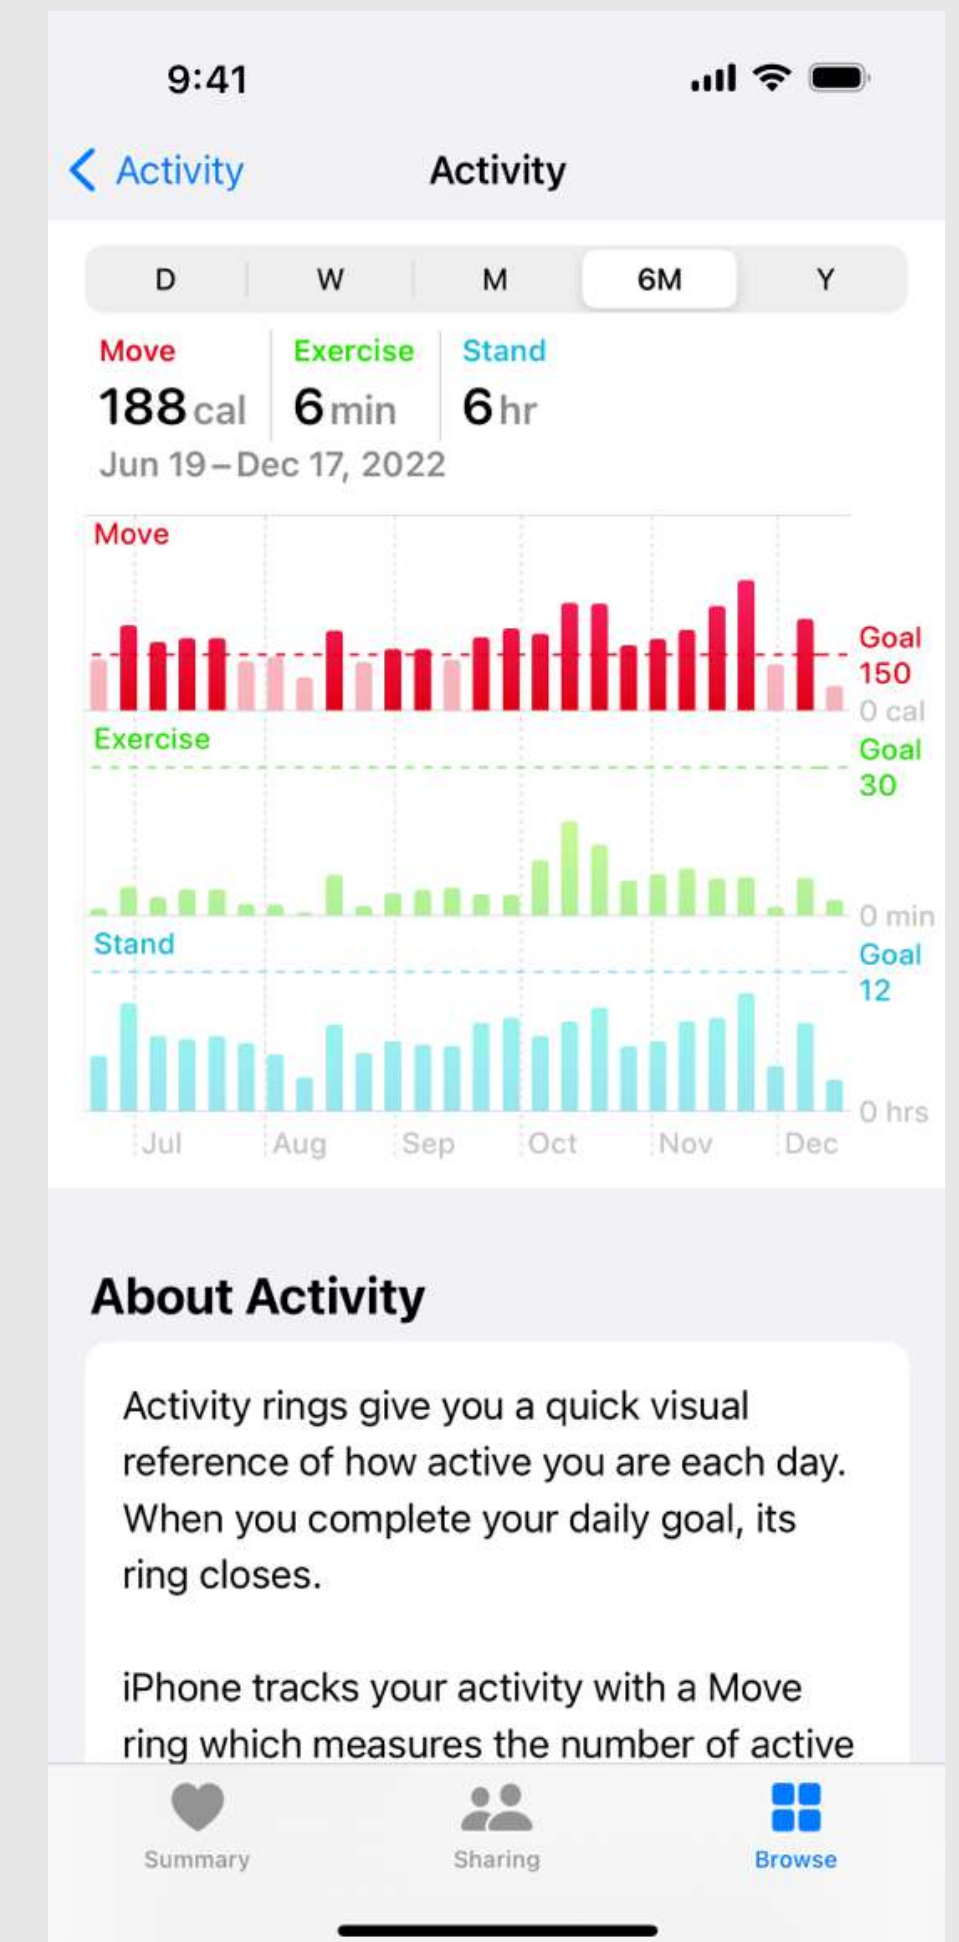 9:41
Activity
Activity
D W M 6M Y
Move Exercise Stand
188 cal 6 min 6 hr
Jun 19–Dec 17, 2022
Move
Goal
150
0 cal
Exercise
Goal
30
0 min
Stand
Goal
12
0 hrs
Jul Aug Sep Oct Nov Dec
About Activity
Activity rings give you a quick visual
reference of how active you are each day.
When you complete your daily goal, its
ring closes.
iPhone tracks your activity with a Move
ring which measures the number of active
Summary Sharing Browse